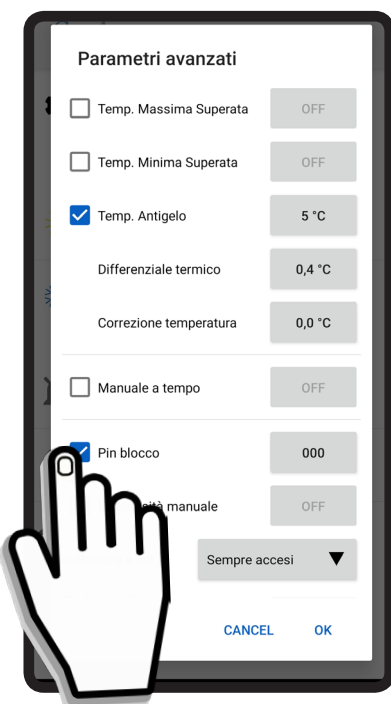 Parametri avanzati
Temp. Massima Superata OFF
Temp. Minima Superata OFF
Temp. Antigelo 5 °C
Differenziale termico 0,4 °C
Correzione temperatura 0,0 °C
Manuale a tempo OFF
Pin blocco 000
manuale OFF
Sempre accesi
CANCEL OK